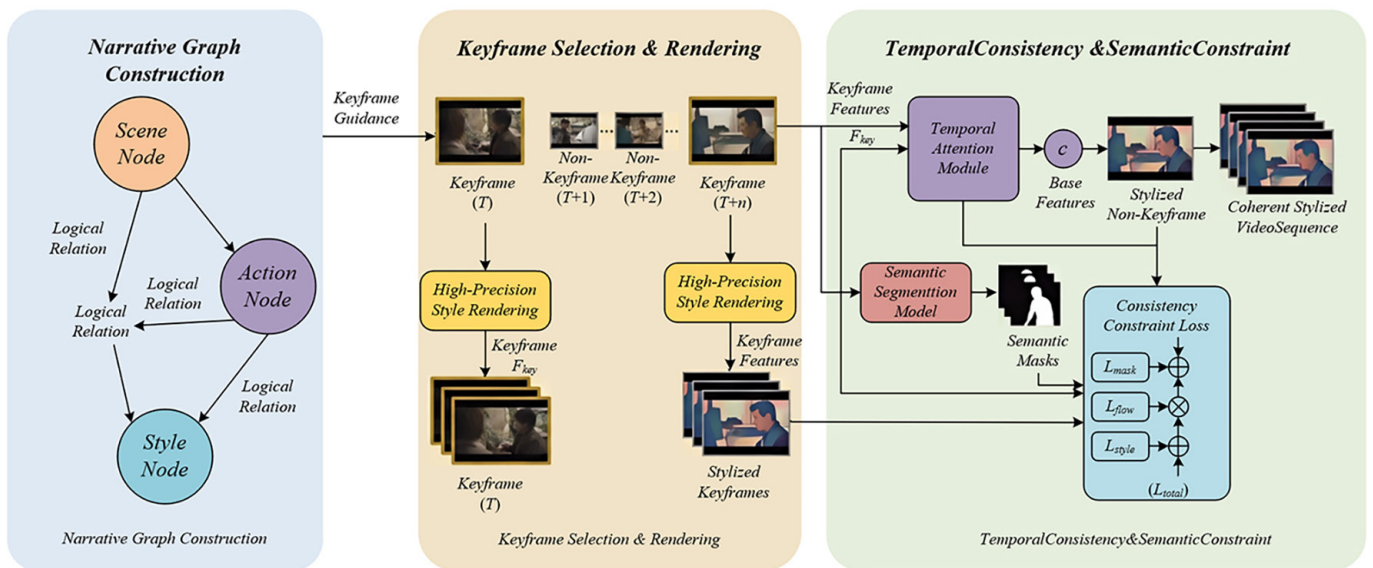 Narrative Graph
Construction
Scene
Node
Logical
Relation
Action
Node
Logical
Relation
Logical
Relation
Logical
Relation
Style
Node
Narrative Graph Construction
Keyframe
Guidance
Keyframe Selection & Rendering
Keyframe
(T)
Non-
Keyframe
(T+1)
...
Non-
Keyframe
(T+2)
...
Keyframe
(T+n)
High-Precision
Style Rendering
High-Precision
Style Rendering
Keyframe
Fkey
Keyframe
Features
Keyframe
(T)
Stylized
Keyframes
Keyframe Selection & Rendering
TemporalConsistency &SemanticConstraint
Keyframe
Features
Fkey
Temporal
Attention
Module
c
Base
Features
Stylized
Non-Keyframe
Coherent Stylized
VideoSequence
Semantic
Segmenttion
Model
Semantic
Masks
Consistency
Constraint Loss
Lmask
Lflow
Lstyle
(Ltotal)
TemporalConsistency&SemanticConstraint